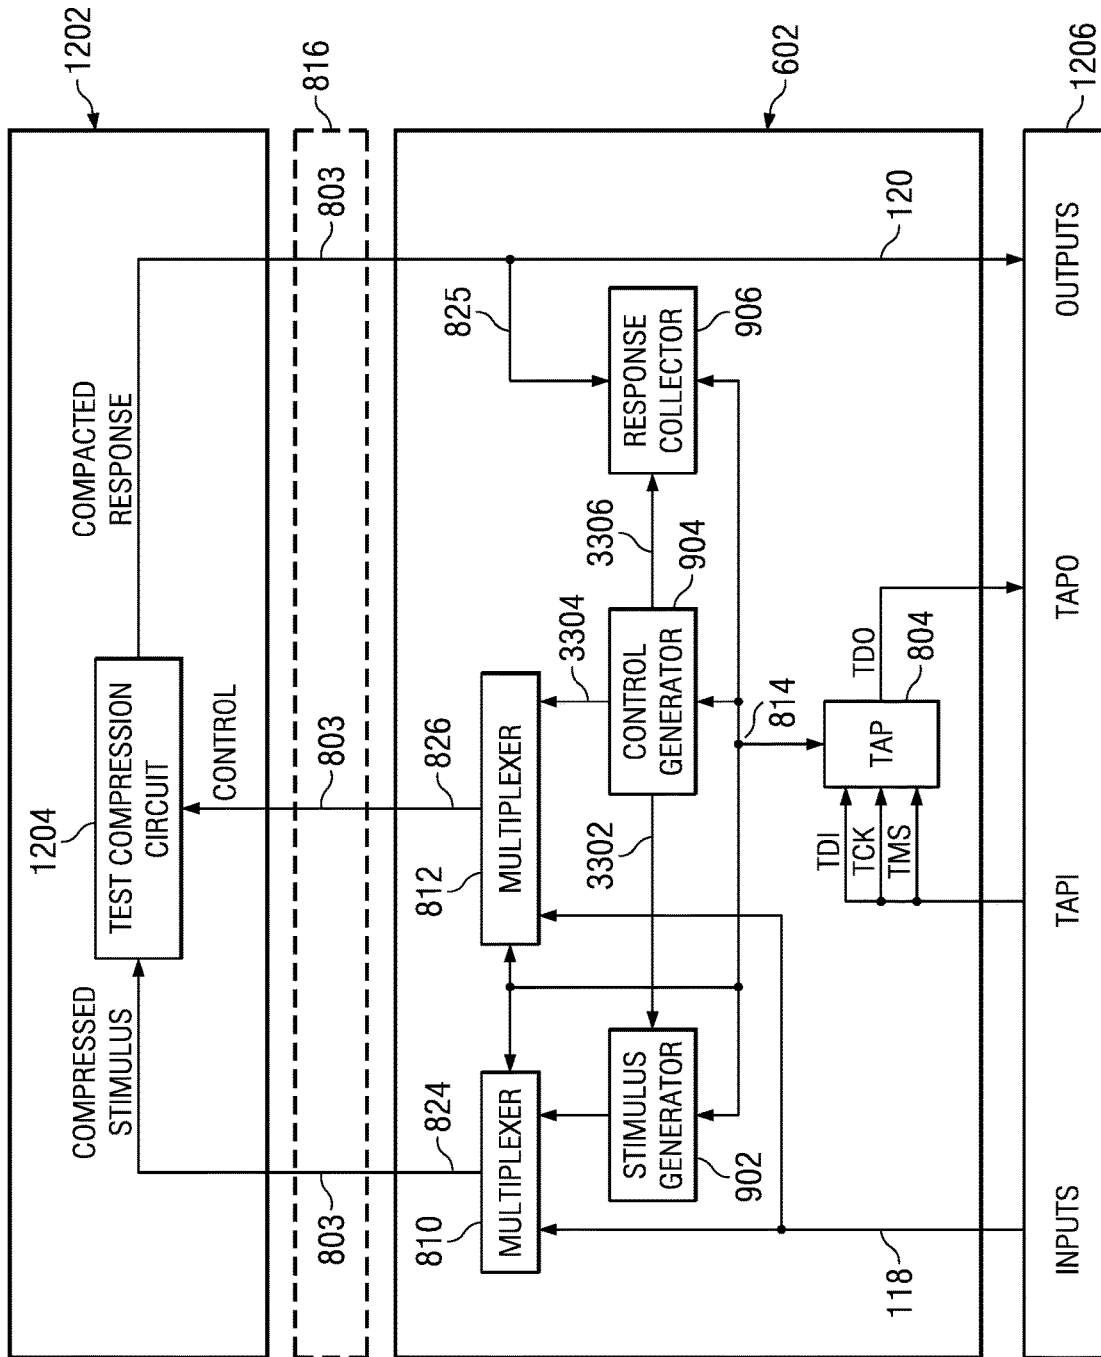 1202
816
602
1206
COMPRESSED
STIMULUS
1204
TEST COMPRESSION
CIRCUIT
COMPACTED
RESPONSE
CONTROL
803
803
803
810
MULTIPLEXER
824
812
MULTIPLEXER
826
825
STIMULUS
GENERATOR
902
3302
3304
CONTROL
GENERATOR
904
3306
RESPONSE
COLLECTOR
906
120
814
118
TDI
TCK
TMS
TAP
804
TDO
INPUTS
TAPI
TAPO
OUTPUTS